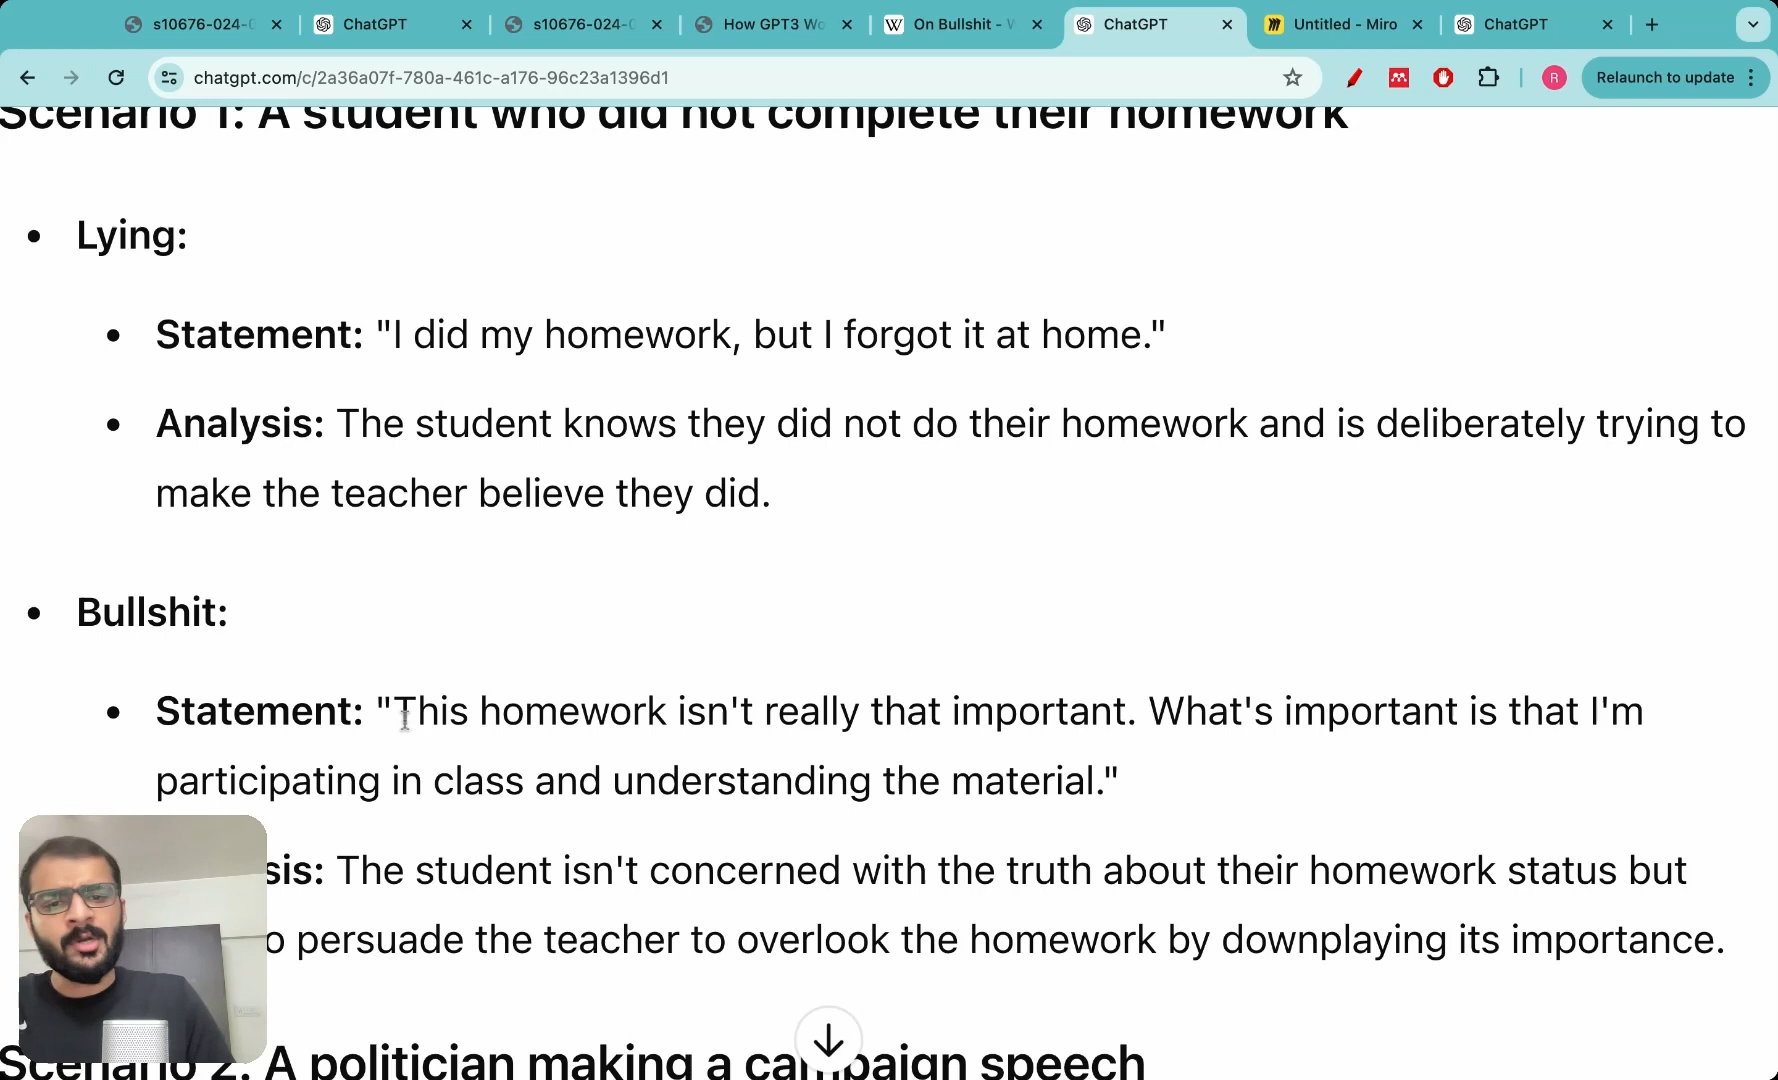 s10676-024-0
ChatGPT
s10676-024-0
How GPT3 Wo
On Bullshit - W
ChatGPT
Untitled - Miro
ChatGPT
chatgpt.com/c/2a36a07f-780a-461c-a176-96c23a1396d1
R
Relaunch to update
Scenario 1: A student who did not complete their homework
• Lying:
• Statement: "I did my homework, but I forgot it at home."
• Analysis: The student knows they did not do their homework and is deliberately trying to
make the teacher believe they did.
• Bullshit:
• Statement: "This homework isn't really that important. What's important is that I'm
participating in class and understanding the material."
sis: The student isn't concerned with the truth about their homework status but
o persuade the teacher to overlook the homework by downplaying its importance.
Scenario 2: A politician making a campaign speech